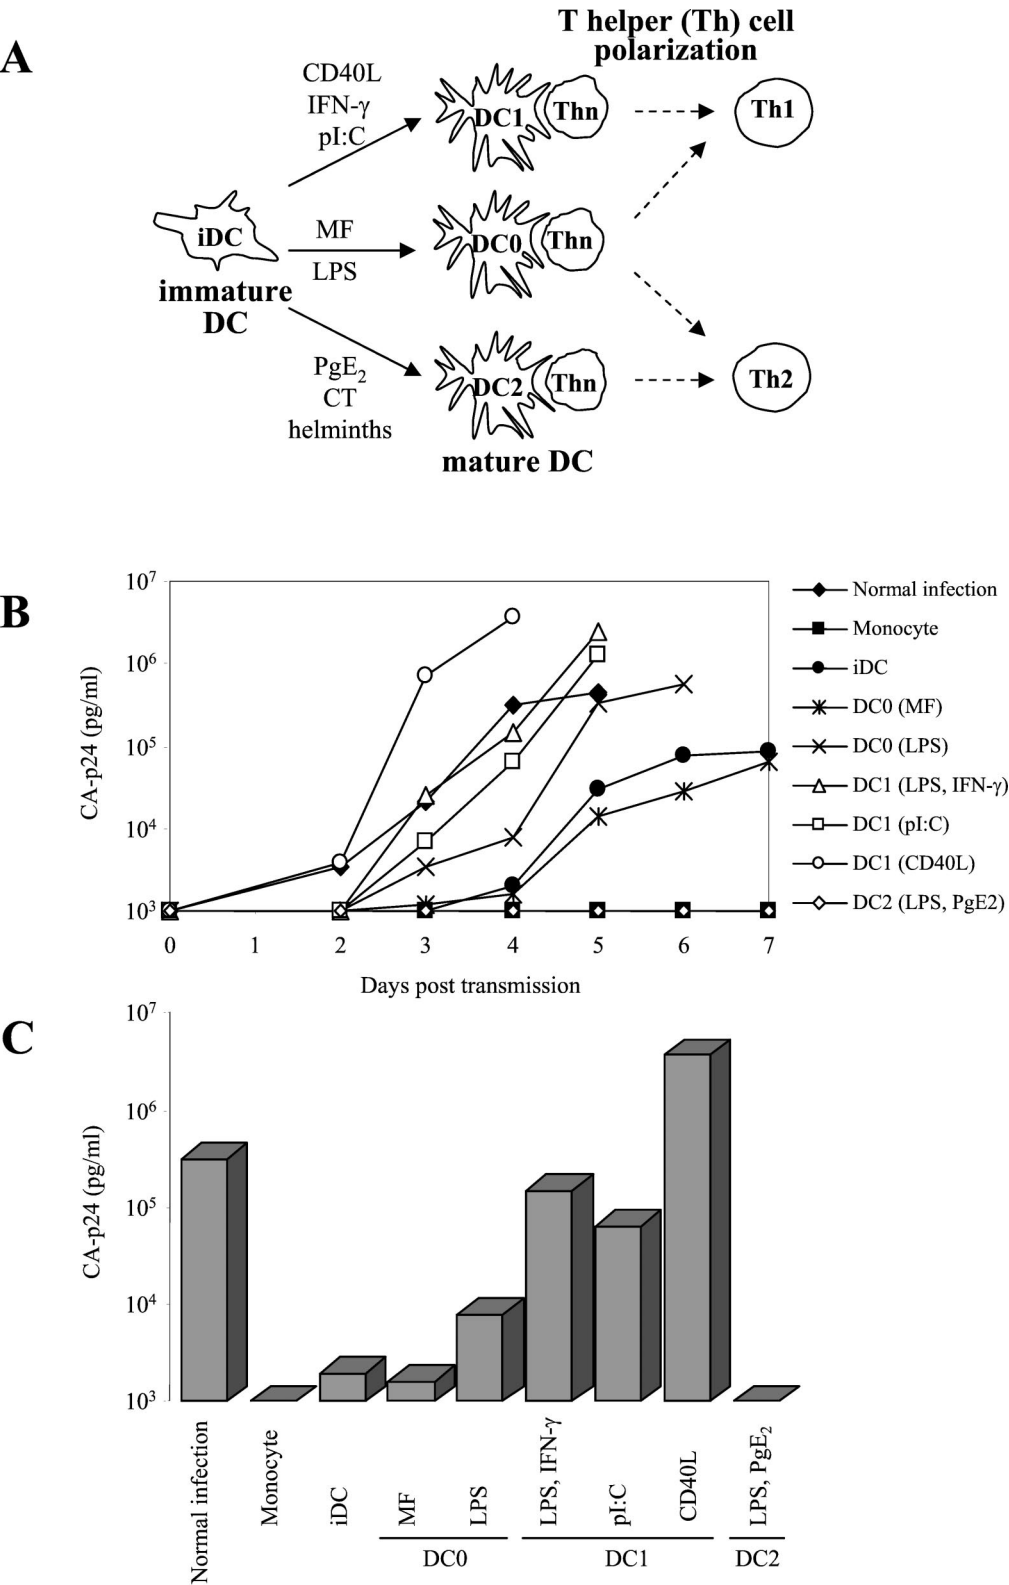 A
T helper (Th) cell
polarization
CD40L
IFN-γ
pI:C
DC1
Thn
Th1
iDC
immature
DC
MF
LPS
DC0
Thn
PgE2
CT
helminths
DC2
Thn
Th2
mature DC
B
CA-p24 (pg/ml)
10^7
10^6
10^5
10^4
10^3
0 1 2 3 4 5 6 7
Days post transmission
Normal infection
Monocyte
iDC
DC0 (MF)
DC0 (LPS)
DC1 (LPS, IFN-γ)
DC1 (pI:C)
DC1 (CD40L)
DC2 (LPS, PgE2)
C
CA-p24 (pg/ml)
10^7
10^6
10^5
10^4
10^3
Normal infection
Monocyte
iDC
MF
LPS
LPS, IFN-γ
pI:C
CD40L
LPS, PgE2
DC0
DC1
DC2